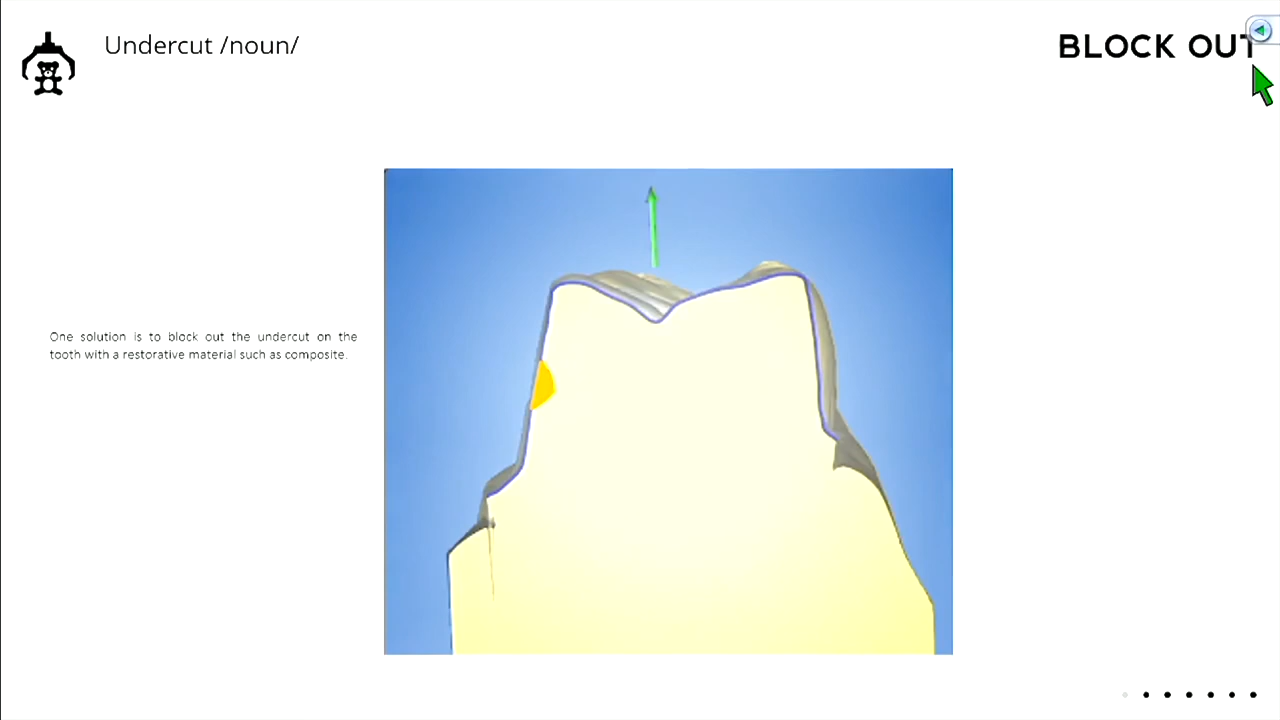 Undercut /noun/
BLOCK OUT
One solution is to block out the undercut on the
tooth with a restorative material such as composite.